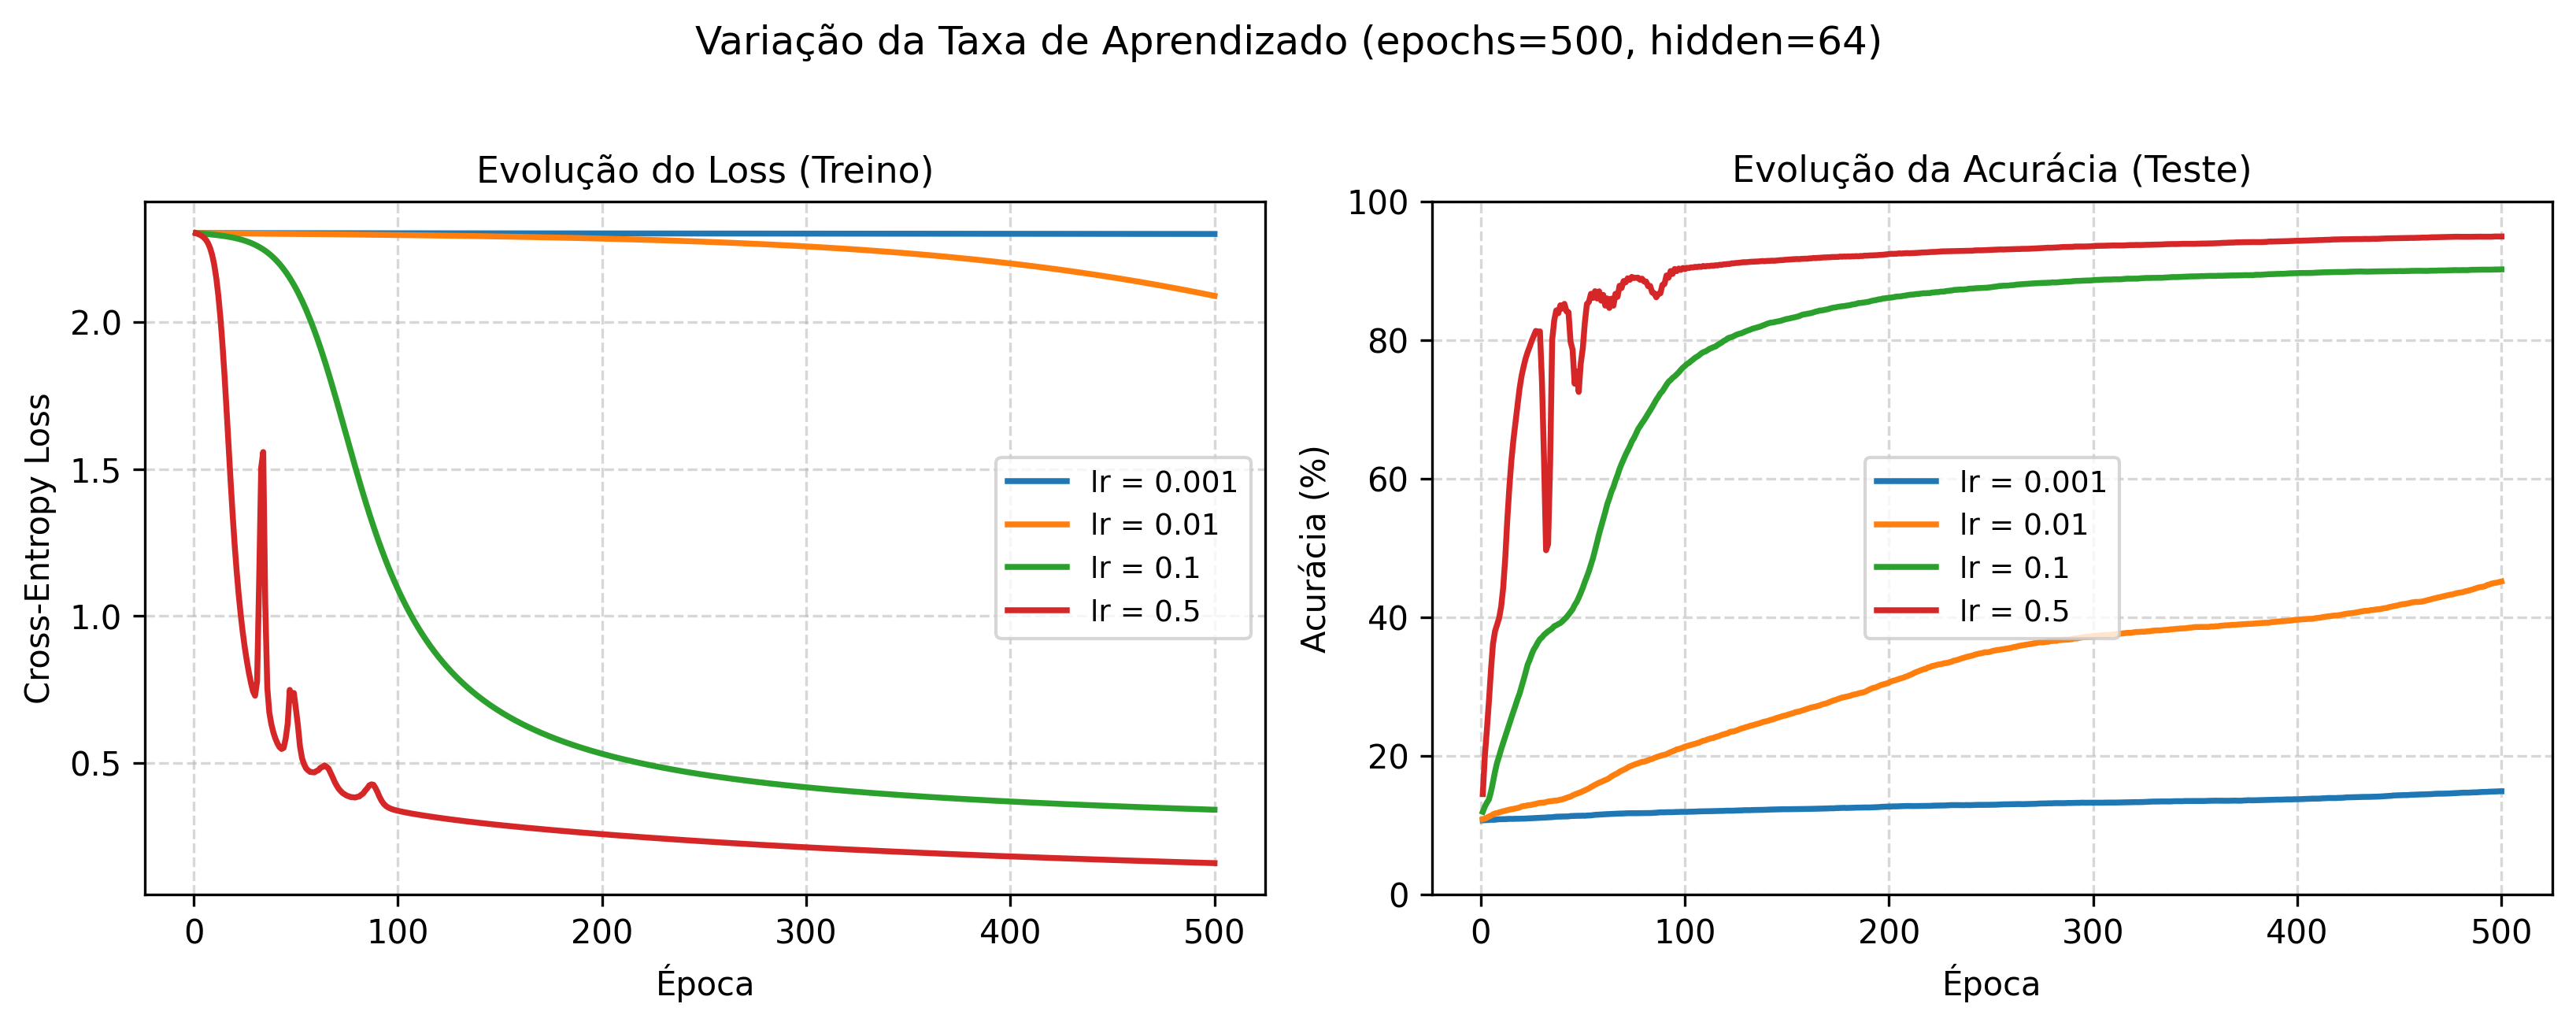 Variação da Taxa de Aprendizado (epochs=500, hidden=64)
Evolução do Loss (Treino)
Cross-Entropy Loss
2.0
1.5
1.0
0.5
0 100 200 300 400 500
Época
lr = 0.001
lr = 0.01
lr = 0.1
lr = 0.5
Evolução da Acurácia (Teste)
Acurácia (%)
100
80
60
40
20
0
0 100 200 300 400 500
Época
lr = 0.001
lr = 0.01
lr = 0.1
lr = 0.5